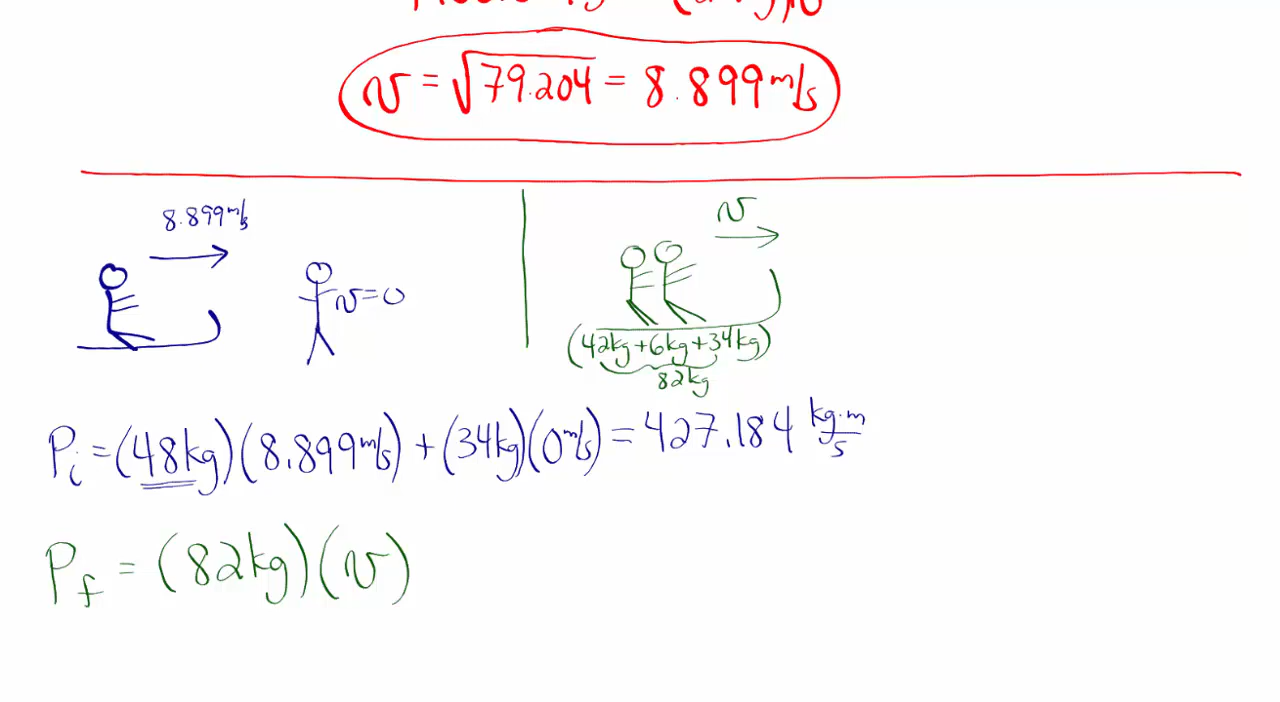 v = √79.204 = 8.899 m/s
8.899 m/s
v=0
v
(42kg+6kg+34kg)
82kg
Pi = (48kg)(8.899 m/s) + (34kg)(0 m/s) = 427.184 kg·m/s
Pf = (82kg)(v)